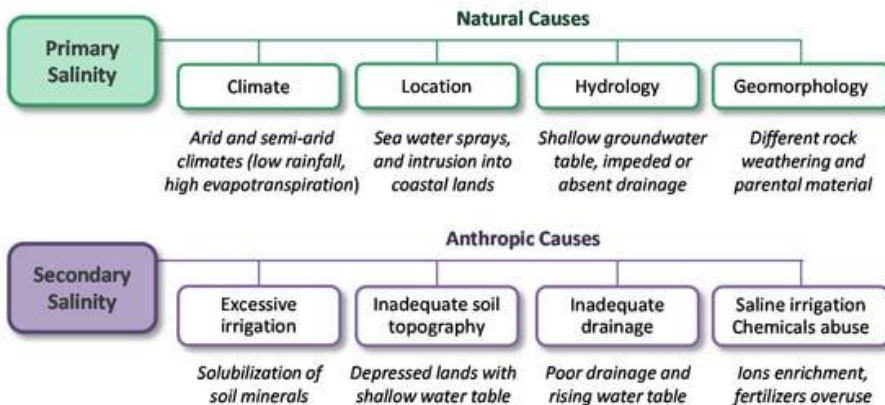 Natural Causes
Primary
Salinity
Climate
Location
Hydrology
Geomorphology
Arid and semi-arid
climates (low rainfall,
high evapotranspiration)
Sea water sprays,
and intrusion into
coastal lands
Shallow groundwater
table, impeded or
absent drainage
Different rock
weathering and
parental material
Anthropic Causes
Secondary
Salinity
Excessive
irrigation
Inadequate soil
topography
Inadequate
drainage
Saline irrigation
Chemicals abuse
Solubilization of
soil minerals
Depressed lands with
shallow water table
Poor drainage and
rising water table
Ions enrichment,
fertilizers overuse